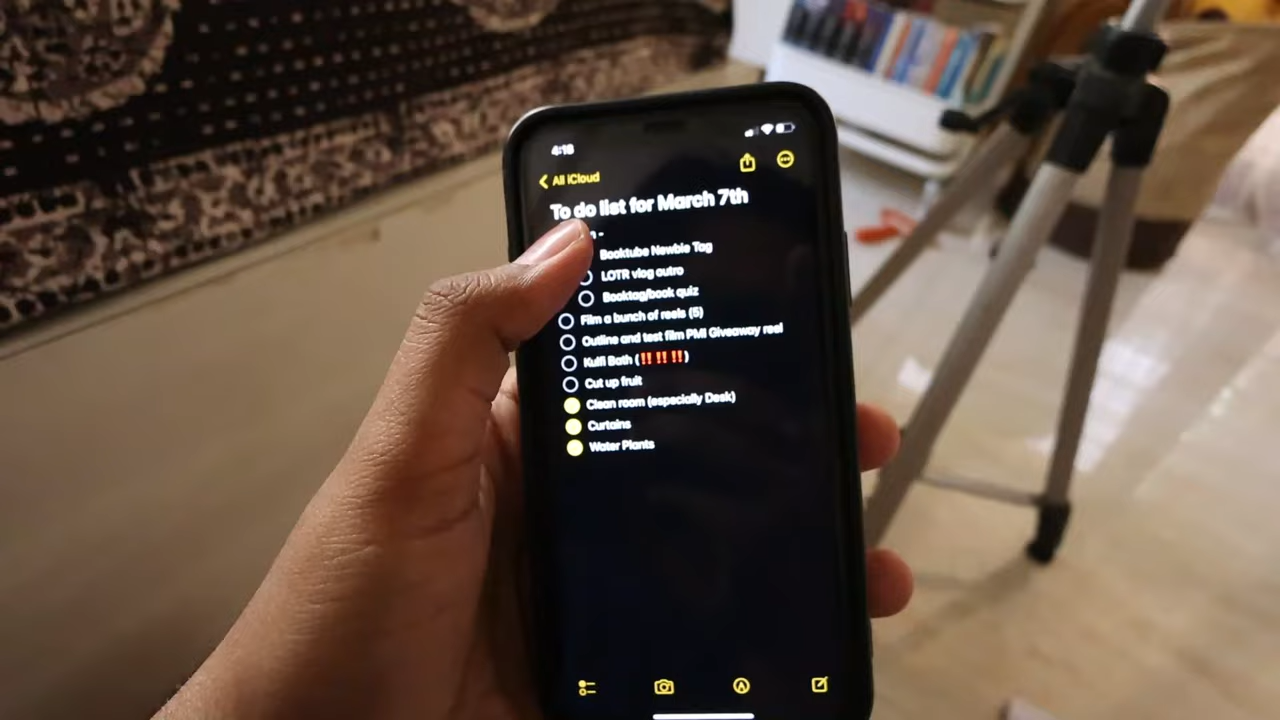 4:16
All iCloud
To do list for March 7th
n -
Booktube Newbie Tag
LOTR vlog outro
Booktag/book quiz
Film a bunch of reels (5)
Outline and test film PMI Giveaway reel
Kulfi Bath (‼️‼️‼️)
Cut up fruit
Clean room (especially Desk)
Curtains
Water Plants